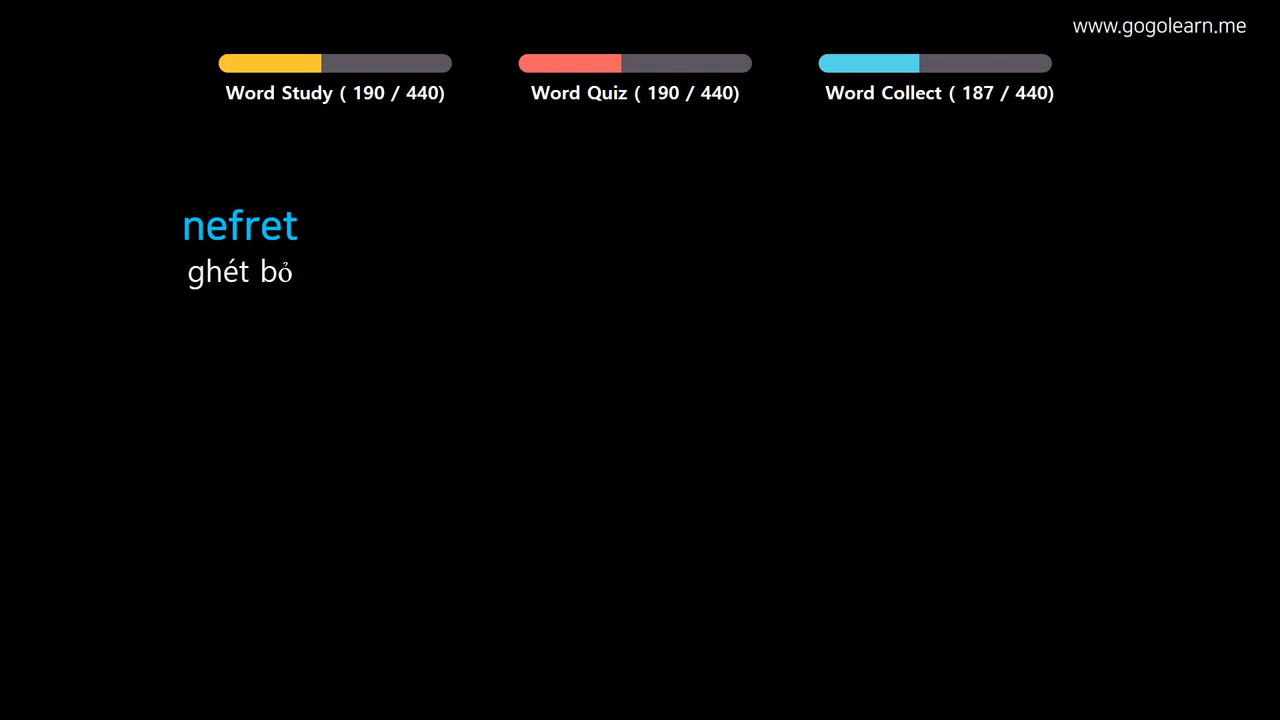 www.gogolearn.me
Word Study ( 190 / 440)
Word Quiz ( 190 / 440)
Word Collect ( 187 / 440)
nefret
ghét bỏ